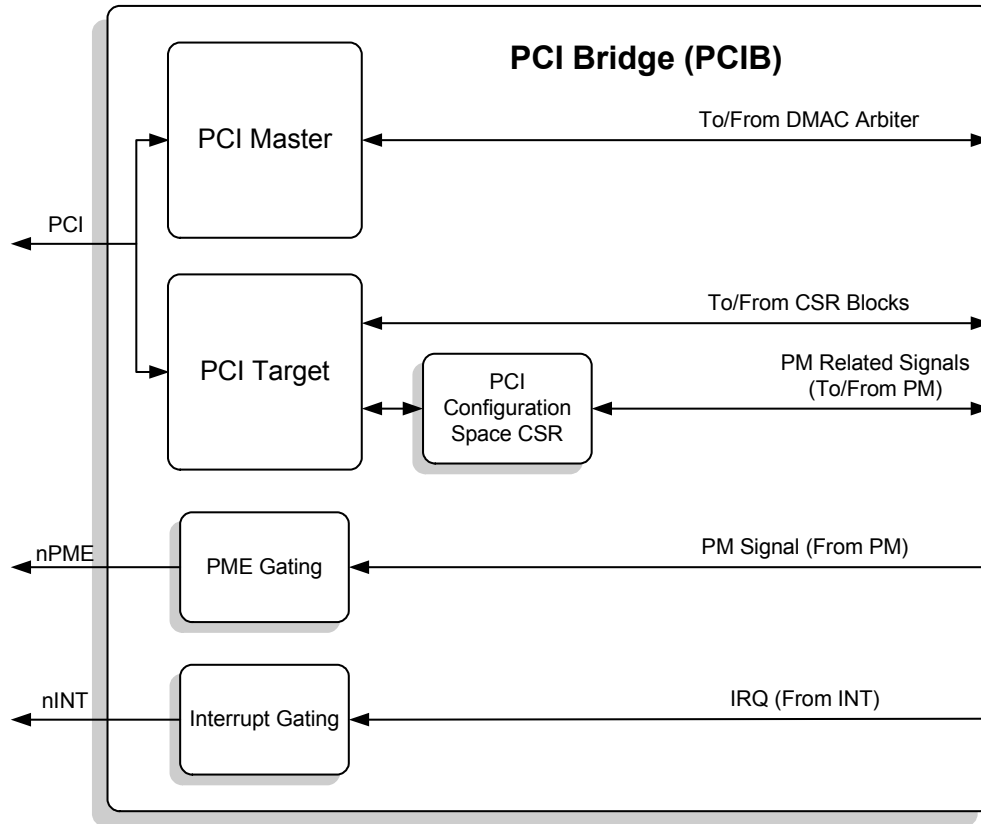 PCI Bridge (PCIB)
PCI Master
To/From DMAC Arbiter
PCI
To/From CSR Blocks
PCI Target
PCI
Configuration
Space CSR
PM Related Signals
(To/From PM)
nPME
PME Gating
PM Signal (From PM)
nINT
Interrupt Gating
IRQ (From INT)